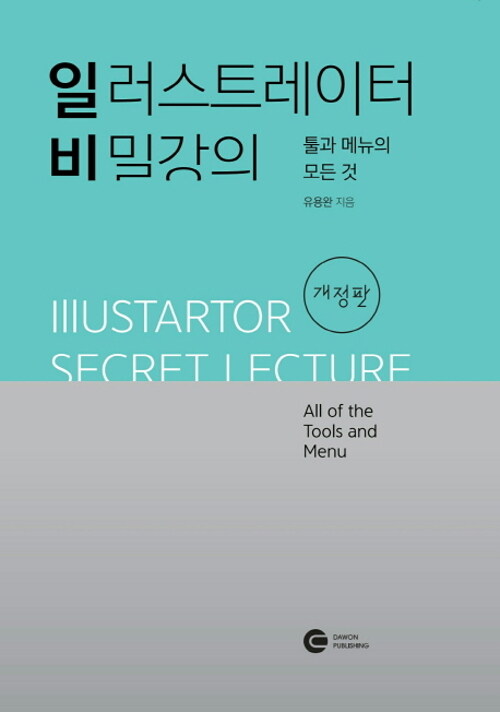 일러스트레이터
비밀강의
툴과 메뉴의
모든 것
유용완 지음
개정판
IIIUSTARTOR
SECRET LECTURE
All of the
Tools and
Menu
DAWON
PUBLISHING